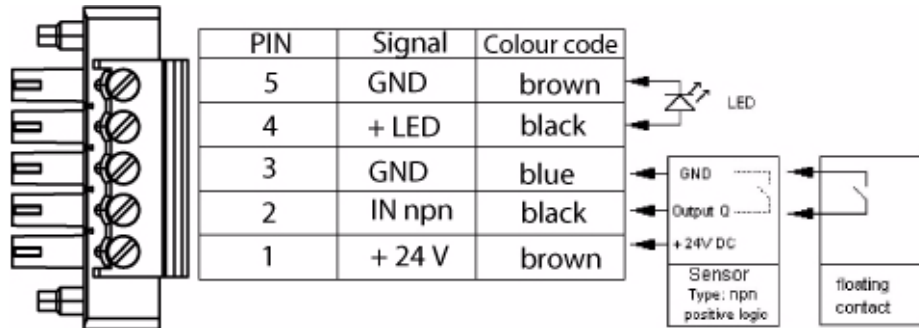 PIN Signal Colour code
5 GND brown
4 + LED black
3 GND blue
2 IN npn black
1 + 24 V brown
LED
GND
Output Q
+ 24V DC
Sensor
Type: npn
positive logic
floating
contact